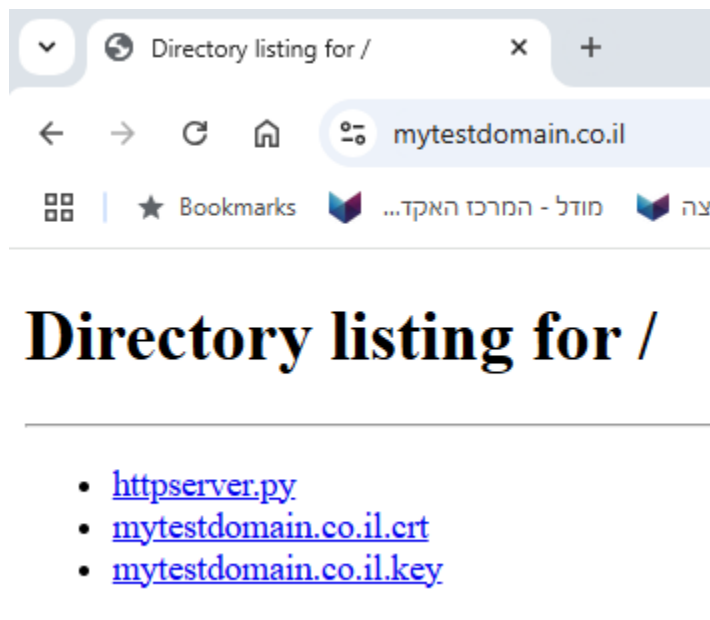 Directory listing for /
mytestdomain.co.il
Bookmarks מודל - המרכז האקד...
Directory listing for /
httpserver.py
mytestdomain.co.il.crt
mytestdomain.co.il.key